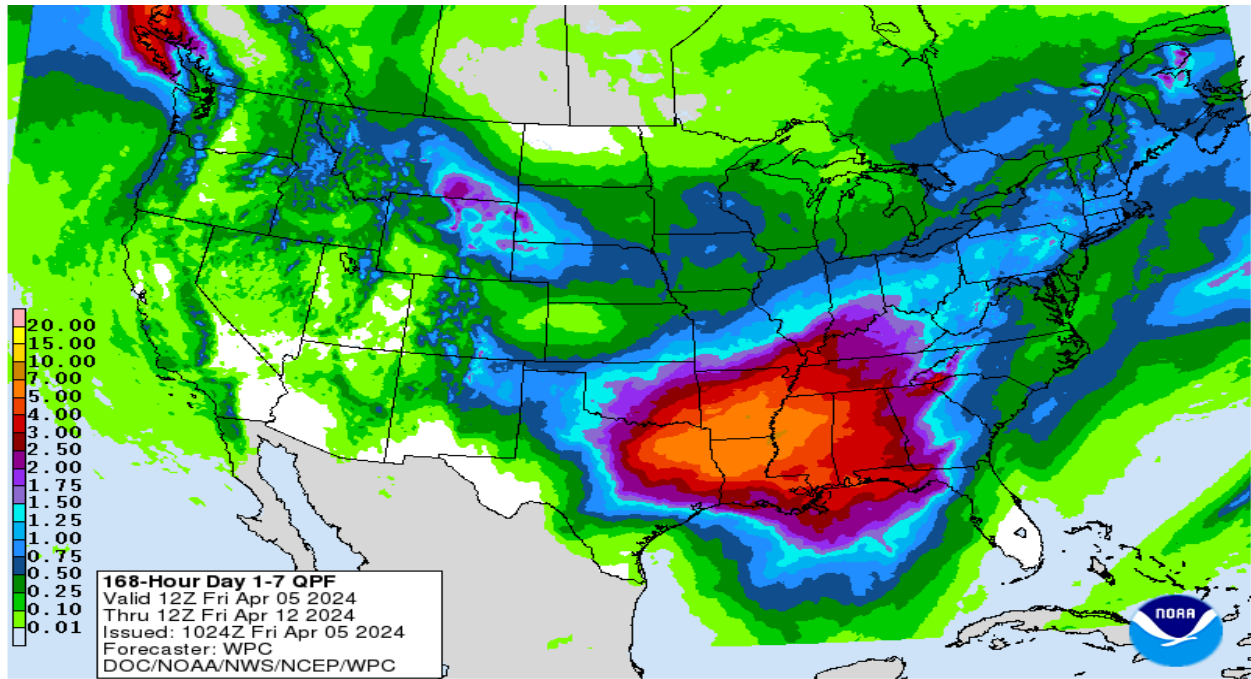 20.00
15.00
10.00
7.00
5.00
4.00
3.00
2.50
2.00
1.75
1.50
1.25
1.00
0.75
0.50
0.25
0.10
0.01
168-Hour Day 1-7 QPF
Valid 12Z Fri Apr 05 2024
Thru 12Z Fri Apr 12 2024
Issued: 1024Z Fri Apr 05 2024
Forecaster: WPC
DOC/NOAA/NWS/NCEP/WPC
NOAA